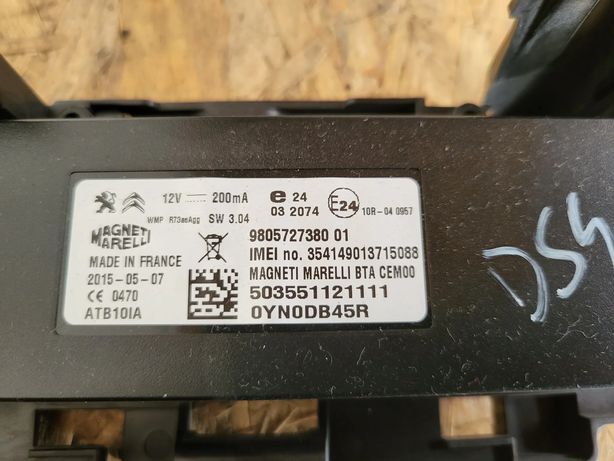 12V 200mA e 24
03 2074
E24 10R-04 0957
WMP R73aeAgg SW 3.04
MAGNETI
MARELLI
MADE IN FRANCE
2015-05-07
CE 0470
ATB10IA
9805727380 01
IMEI no. 354149013715088
MAGNETI MARELLI BTA CEM00
503551121111
0YN0DB45R
DS4